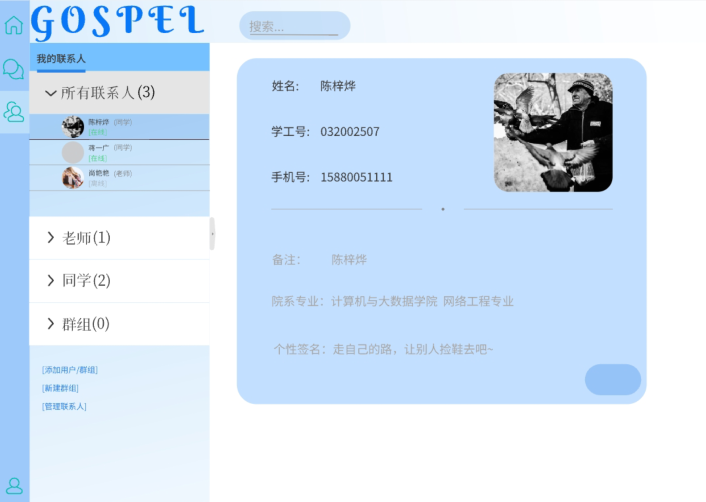 GOSPEL
搜索...
我的联系人
所有联系人(3)
陈梓烨 (同学)
[在线]
蒋一广 (同学)
[在线]
(老师)
[离线]
老师(1)
同学(2)
群组(0)
[添加用户/群组]
[新建群组]
[管理联系人]
姓名: 陈梓烨
学工号: 032002507
手机号: 15880051111
备注: 陈梓烨
院系专业：计算机与大数据学院 网络工程专业
个性签名：走自己的路，让别人捡鞋去吧~